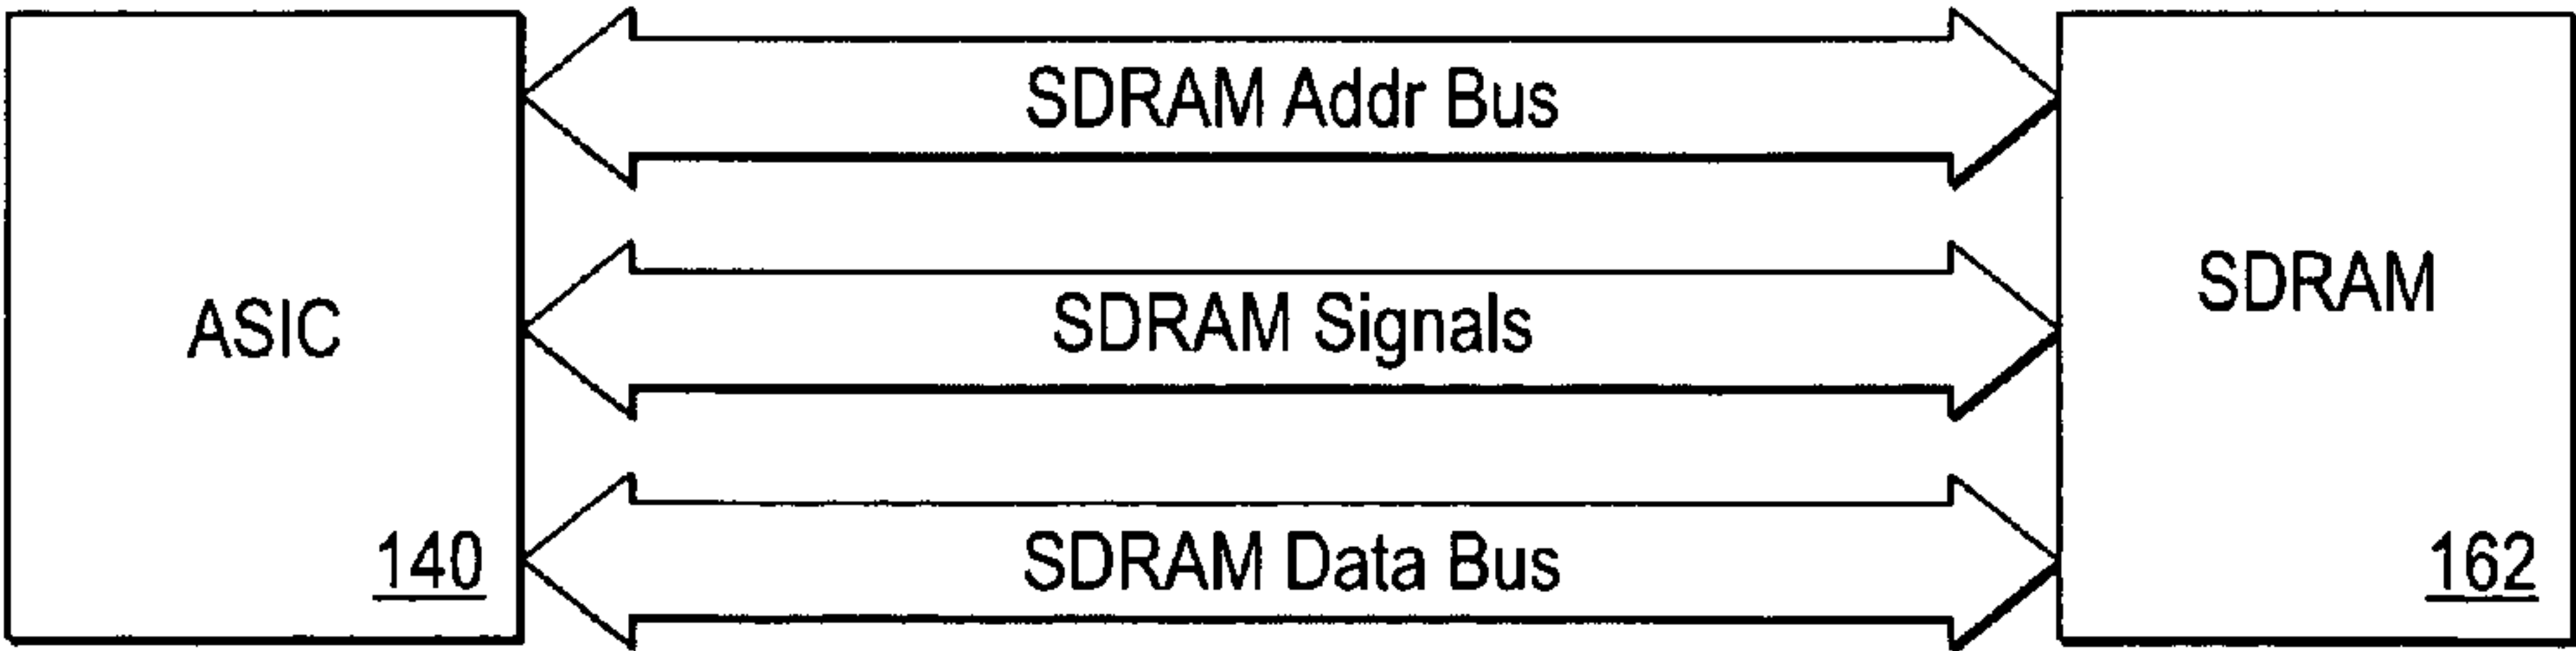 SDRAM Addr Bus
ASIC
SDRAM Signals
SDRAM
140
SDRAM Data Bus
162